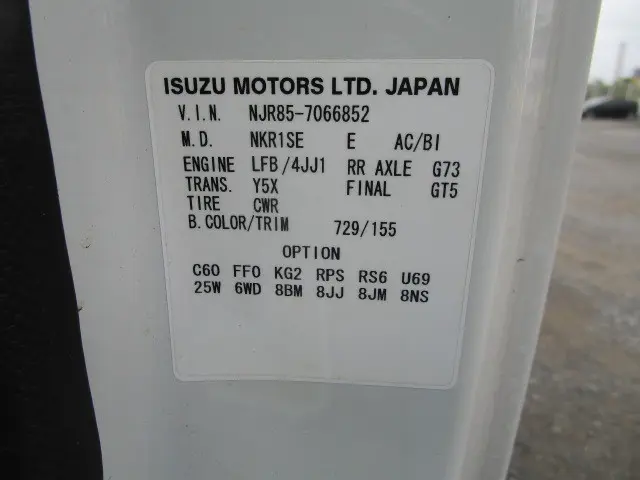 ISUZU MOTORS LTD. JAPAN
V.I.N. NJR85-7066852
M.D. NKR1SE E AC/BI
ENGINE LFB/4JJ1 RR AXLE G73
TRANS. Y5X FINAL GT5
TIRE CWR
B.COLOR/TRIM 729/155
OPTION
C60 FF0 KG2 RPS RS6 U69
25W 6WD 8BM 8JJ 8JM 8NS